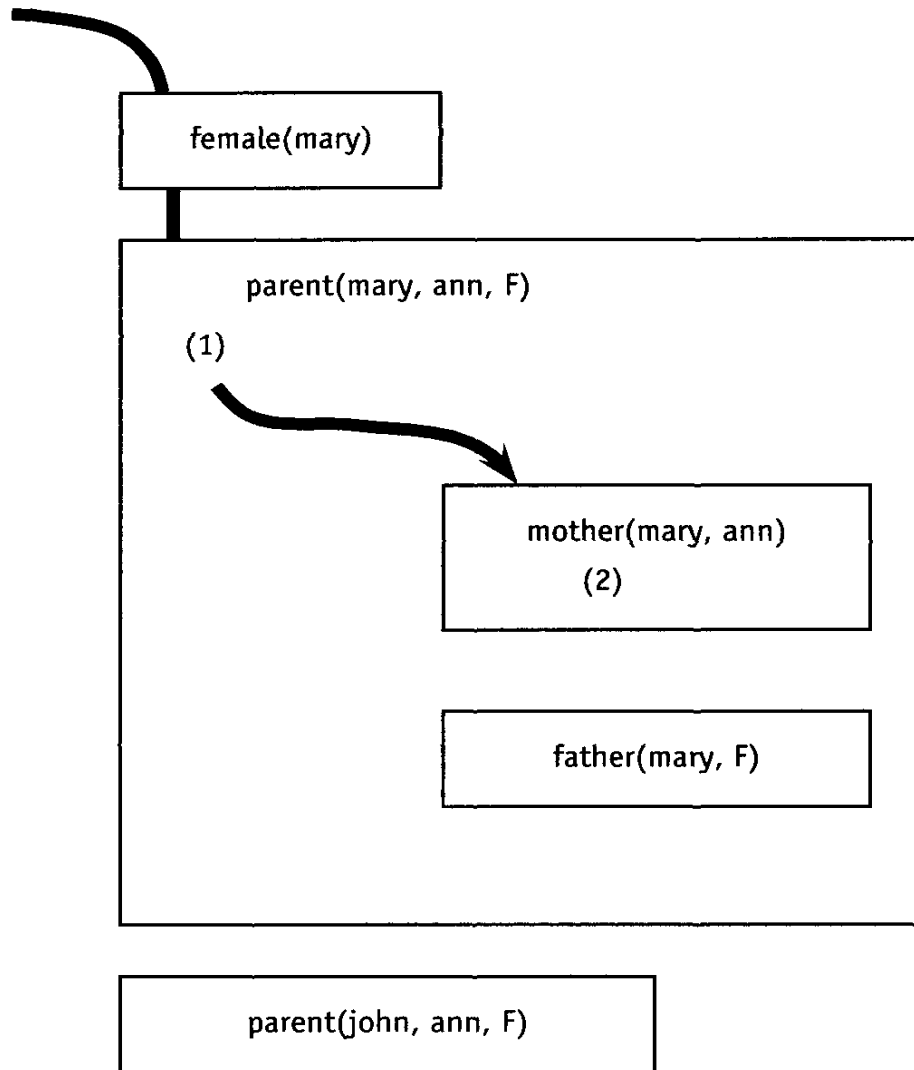 female(mary)
parent(mary, ann, F)
(1)
mother(mary, ann)
(2)
father(mary, F)
parent(john, ann, F)